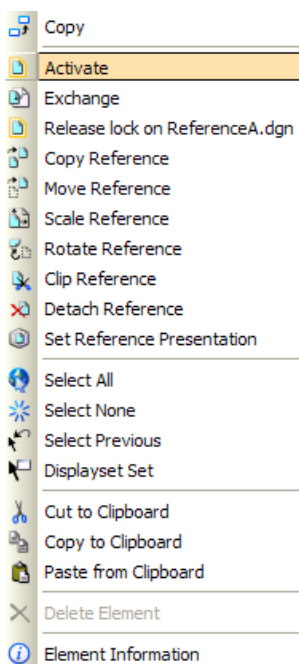 Copy
Activate
Exchange
Release lock on ReferenceA.dgn
Copy Reference
Move Reference
Scale Reference
Rotate Reference
Clip Reference
Detach Reference
Set Reference Presentation
Select All
Select None
Select Previous
Displayset Set
Cut to Clipboard
Copy to Clipboard
Paste from Clipboard
Delete Element
Element Information